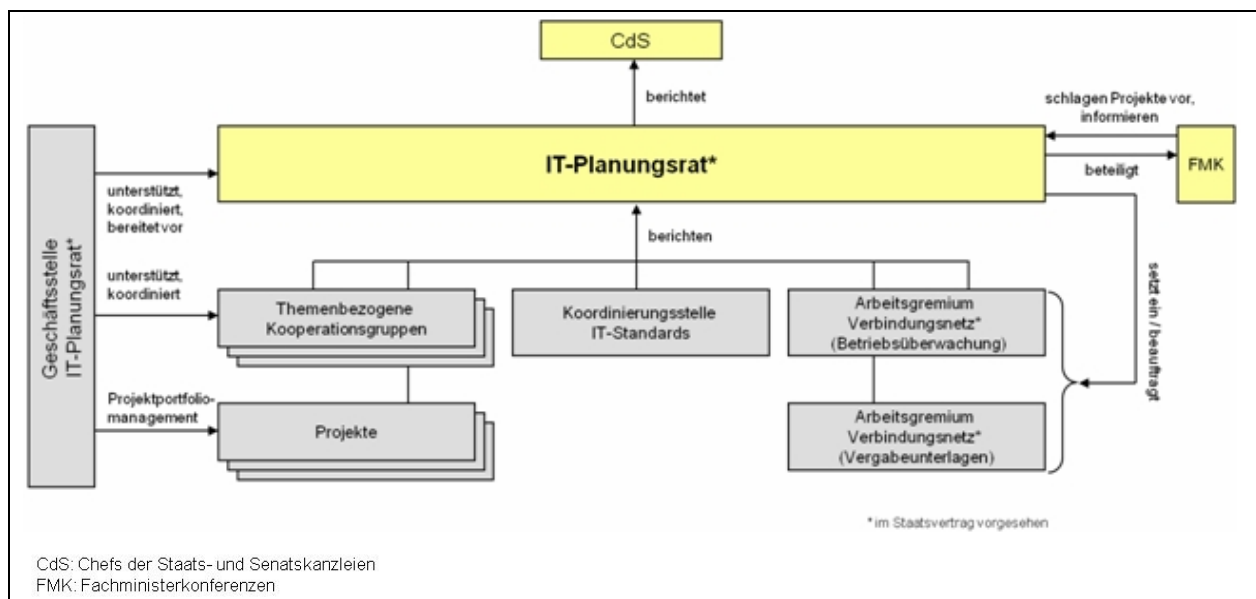 CdS
berichtet
schlagen Projekte vor,
informieren
IT-Planungsrat*
FMK
beteiligt
unterstützt,
koordiniert,
bereitet vor
berichten
Geschäftsstelle
IT-Planungsrat*
setzt ein / beauftragt
unterstützt,
koordiniert
Themenbezogene
Kooperationsgruppen
Koordinierungsstelle
IT-Standards
Arbeitsgremium
Verbindungsnetz*
(Betriebsüberwachung)
Projektportfolio-
management
Projekte
Arbeitsgremium
Verbindungsnetz*
(Vergabeunterlagen)
* im Staatsvertrag vorgesehen
CdS: Chefs der Staats- und Senatskanzleien
FMK: Fachministerkonferenzen